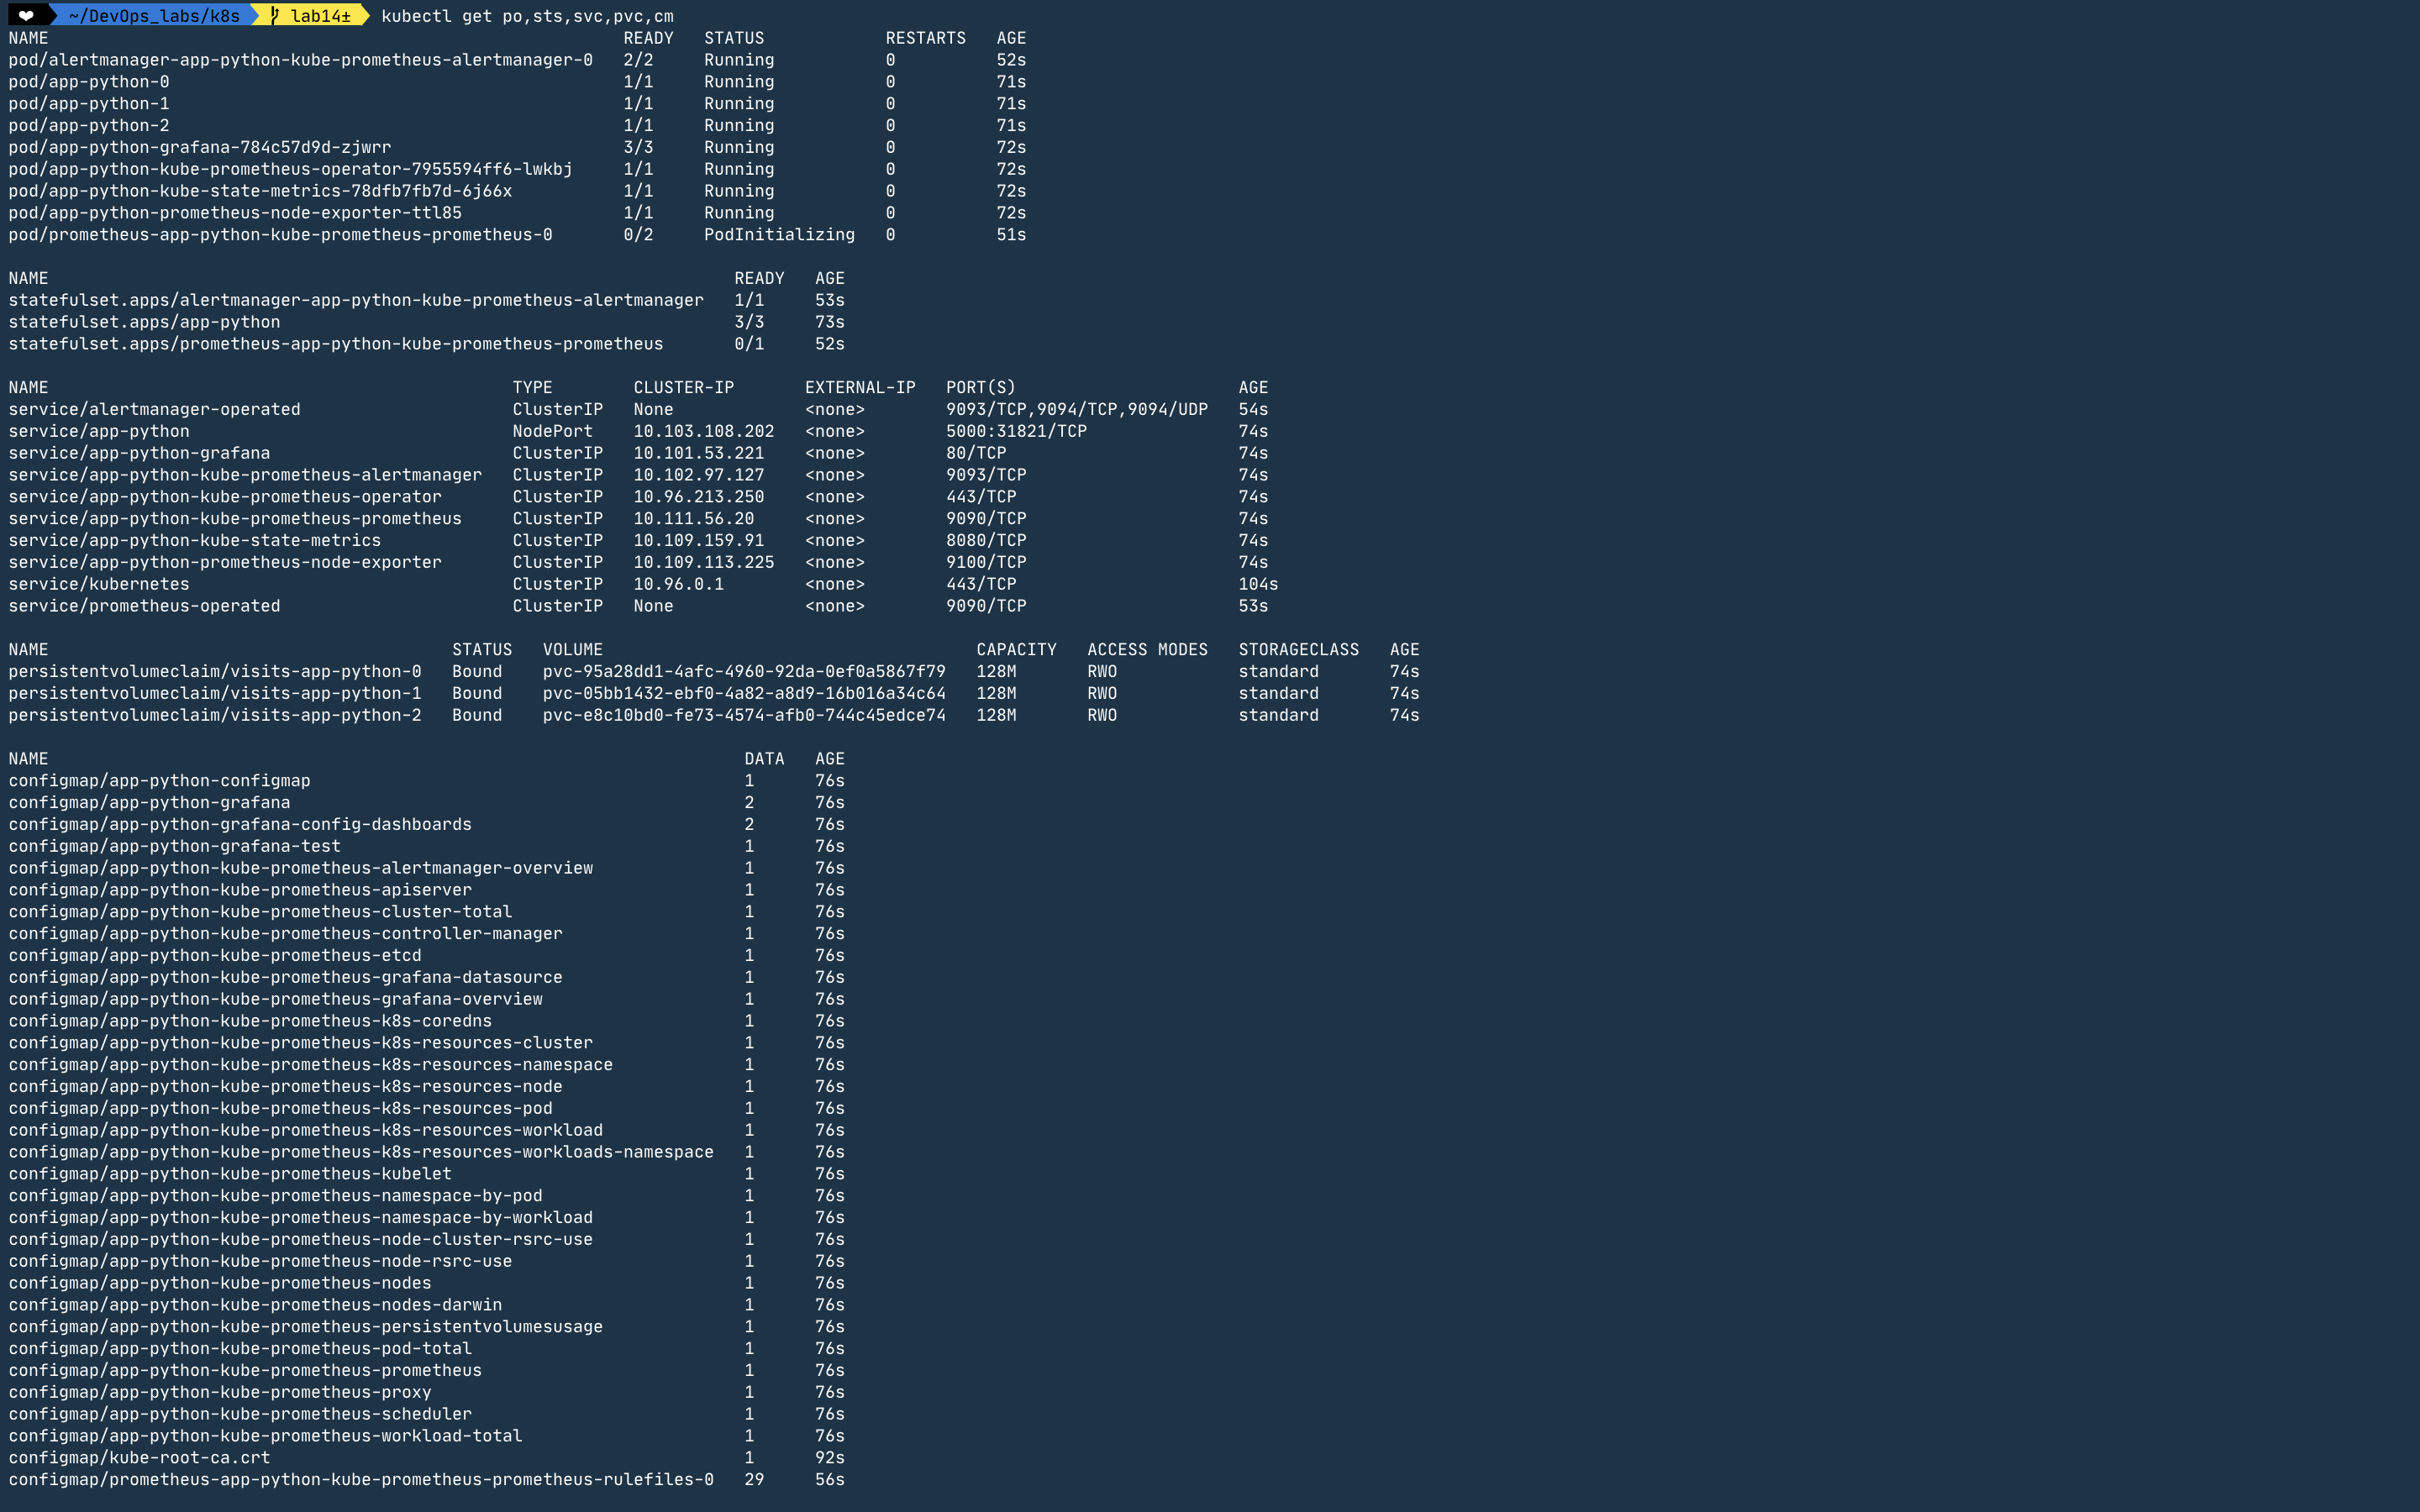 ❤ ~/DevOps_labs/k8s lab14± kubectl get po,sts,svc,pvc,cm
NAME READY STATUS RESTARTS AGE
pod/alertmanager-app-python-kube-prometheus-alertmanager-0 2/2 Running 0 52s
pod/app-python-0 1/1 Running 0 71s
pod/app-python-1 1/1 Running 0 71s
pod/app-python-2 1/1 Running 0 71s
pod/app-python-grafana-784c57d9d-zjwrr 3/3 Running 0 72s
pod/app-python-kube-prometheus-operator-7955594ff6-lwkbj 1/1 Running 0 72s
pod/app-python-kube-state-metrics-78dfb7fb7d-6j66x 1/1 Running 0 72s
pod/app-python-prometheus-node-exporter-ttl85 1/1 Running 0 72s
pod/prometheus-app-python-kube-prometheus-prometheus-0 0/2 PodInitializing 0 51s
NAME READY AGE
statefulset.apps/alertmanager-app-python-kube-prometheus-alertmanager 1/1 53s
statefulset.apps/app-python 3/3 73s
statefulset.apps/prometheus-app-python-kube-prometheus-prometheus 0/1 52s
NAME TYPE CLUSTER-IP EXTERNAL-IP PORT(S) AGE
service/alertmanager-operated ClusterIP None <none> 9093/TCP,9094/TCP,9094/UDP 54s
service/app-python NodePort 10.103.108.202 <none> 5000:31821/TCP 74s
service/app-python-grafana ClusterIP 10.101.53.221 <none> 80/TCP 74s
service/app-python-kube-prometheus-alertmanager ClusterIP 10.102.97.127 <none> 9093/TCP 74s
service/app-python-kube-prometheus-operator ClusterIP 10.96.213.250 <none> 443/TCP 74s
service/app-python-kube-prometheus-prometheus ClusterIP 10.111.56.20 <none> 9090/TCP 74s
service/app-python-kube-state-metrics ClusterIP 10.109.159.91 <none> 8080/TCP 74s
service/app-python-prometheus-node-exporter ClusterIP 10.109.113.225 <none> 9100/TCP 74s
service/kubernetes ClusterIP 10.96.0.1 <none> 443/TCP 104s
service/prometheus-operated ClusterIP None <none> 9090/TCP 53s
NAME STATUS VOLUME CAPACITY ACCESS MODES STORAGECLASS AGE
persistentvolumeclaim/visits-app-python-0 Bound pvc-95a28dd1-4afc-4960-92da-0ef0a5867f79 128M RWO standard 74s
persistentvolumeclaim/visits-app-python-1 Bound pvc-05bb1432-ebf0-4a82-a8d9-16b016a34c64 128M RWO standard 74s
persistentvolumeclaim/visits-app-python-2 Bound pvc-e8c10bd0-fe73-4574-afb0-744c45edce74 128M RWO standard 74s
NAME DATA AGE
configmap/app-python-configmap 1 76s
configmap/app-python-grafana 2 76s
configmap/app-python-grafana-config-dashboards 2 76s
configmap/app-python-grafana-test 1 76s
configmap/app-python-kube-prometheus-alertmanager-overview 1 76s
configmap/app-python-kube-prometheus-apiserver 1 76s
configmap/app-python-kube-prometheus-cluster-total 1 76s
configmap/app-python-kube-prometheus-controller-manager 1 76s
configmap/app-python-kube-prometheus-etcd 1 76s
configmap/app-python-kube-prometheus-grafana-datasource 1 76s
configmap/app-python-kube-prometheus-grafana-overview 1 76s
configmap/app-python-kube-prometheus-k8s-coredns 1 76s
configmap/app-python-kube-prometheus-k8s-resources-cluster 1 76s
configmap/app-python-kube-prometheus-k8s-resources-namespace 1 76s
configmap/app-python-kube-prometheus-k8s-resources-node 1 76s
configmap/app-python-kube-prometheus-k8s-resources-pod 1 76s
configmap/app-python-kube-prometheus-k8s-resources-workload 1 76s
configmap/app-python-kube-prometheus-k8s-resources-workloads-namespace 1 76s
configmap/app-python-kube-prometheus-kubelet 1 76s
configmap/app-python-kube-prometheus-namespace-by-pod 1 76s
configmap/app-python-kube-prometheus-namespace-by-workload 1 76s
configmap/app-python-kube-prometheus-node-cluster-rsrc-use 1 76s
configmap/app-python-kube-prometheus-node-rsrc-use 1 76s
configmap/app-python-kube-prometheus-nodes 1 76s
configmap/app-python-kube-prometheus-nodes-darwin 1 76s
configmap/app-python-kube-prometheus-persistentvolumesusage 1 76s
configmap/app-python-kube-prometheus-pod-total 1 76s
configmap/app-python-kube-prometheus-prometheus 1 76s
configmap/app-python-kube-prometheus-proxy 1 76s
configmap/app-python-kube-prometheus-scheduler 1 76s
configmap/app-python-kube-prometheus-workload-total 1 76s
configmap/kube-root-ca.crt 1 92s
configmap/prometheus-app-python-kube-prometheus-prometheus-rulefiles-0 29 56s